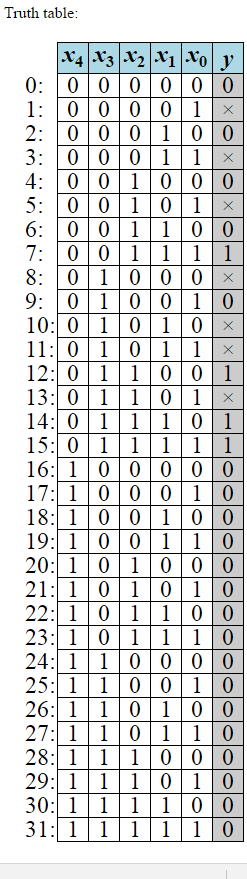 Truth table:
x4 x3 x2 x1 x0 y
0: 0 0 0 0 0 0
1: 0 0 0 0 1 ×
2: 0 0 0 1 0 0
3: 0 0 0 1 1 ×
4: 0 0 1 0 0 0
5: 0 0 1 0 1 ×
6: 0 0 1 1 0 0
7: 0 0 1 1 1 1
8: 0 1 0 0 0 ×
9: 0 1 0 0 1 0
10: 0 1 0 1 0 ×
11: 0 1 0 1 1 ×
12: 0 1 1 0 0 1
13: 0 1 1 0 1 ×
14: 0 1 1 1 0 1
15: 0 1 1 1 1 1
16: 1 0 0 0 0 0
17: 1 0 0 0 1 0
18: 1 0 0 1 0 0
19: 1 0 0 1 1 0
20: 1 0 1 0 0 0
21: 1 0 1 0 1 0
22: 1 0 1 1 0 0
23: 1 0 1 1 1 0
24: 1 1 0 0 0 0
25: 1 1 0 0 1 0
26: 1 1 0 1 0 0
27: 1 1 0 1 1 0
28: 1 1 1 0 0 0
29: 1 1 1 0 1 0
30: 1 1 1 1 0 0
31: 1 1 1 1 1 0